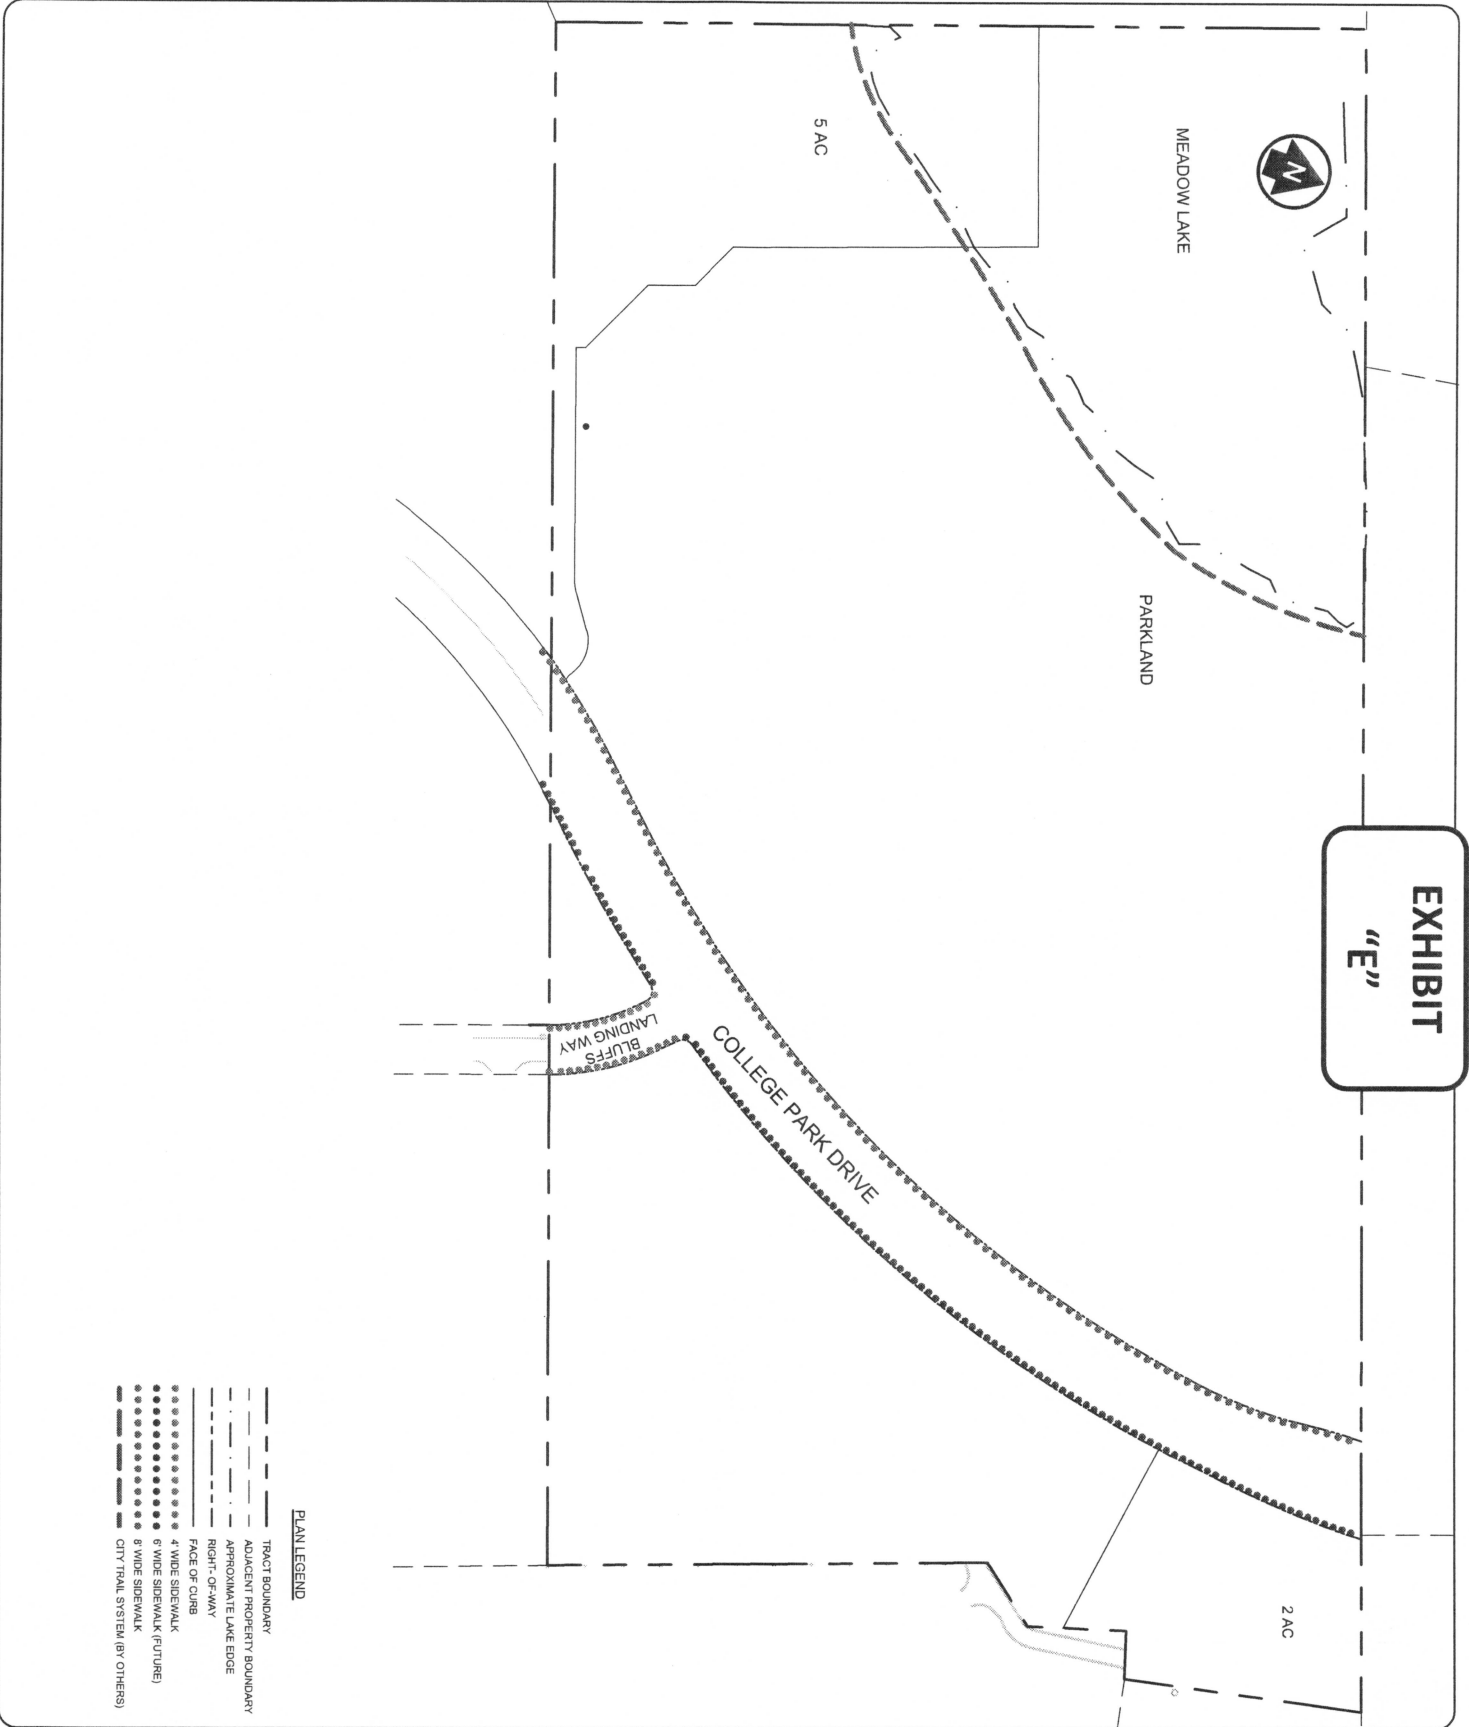 EXHIBIT
“E”
MEADOW LAKE
N
5 AC
PARKLAND
COLLEGE PARK DRIVE
BLUFFS
LANDING WAY
2 AC
PLAN LEGEND
TRACT BOUNDARY
ADJACENT PROPERTY BOUNDARY
APPROXIMATE LAKE EDGE
RIGHT- OF-WAY
FACE OF CURB
4' WIDE SIDEWALK
6' WIDE SIDEWALK (FUTURE)
8' WIDE SIDEWALK
CITY TRAIL SYSTEM (BY OTHERS)